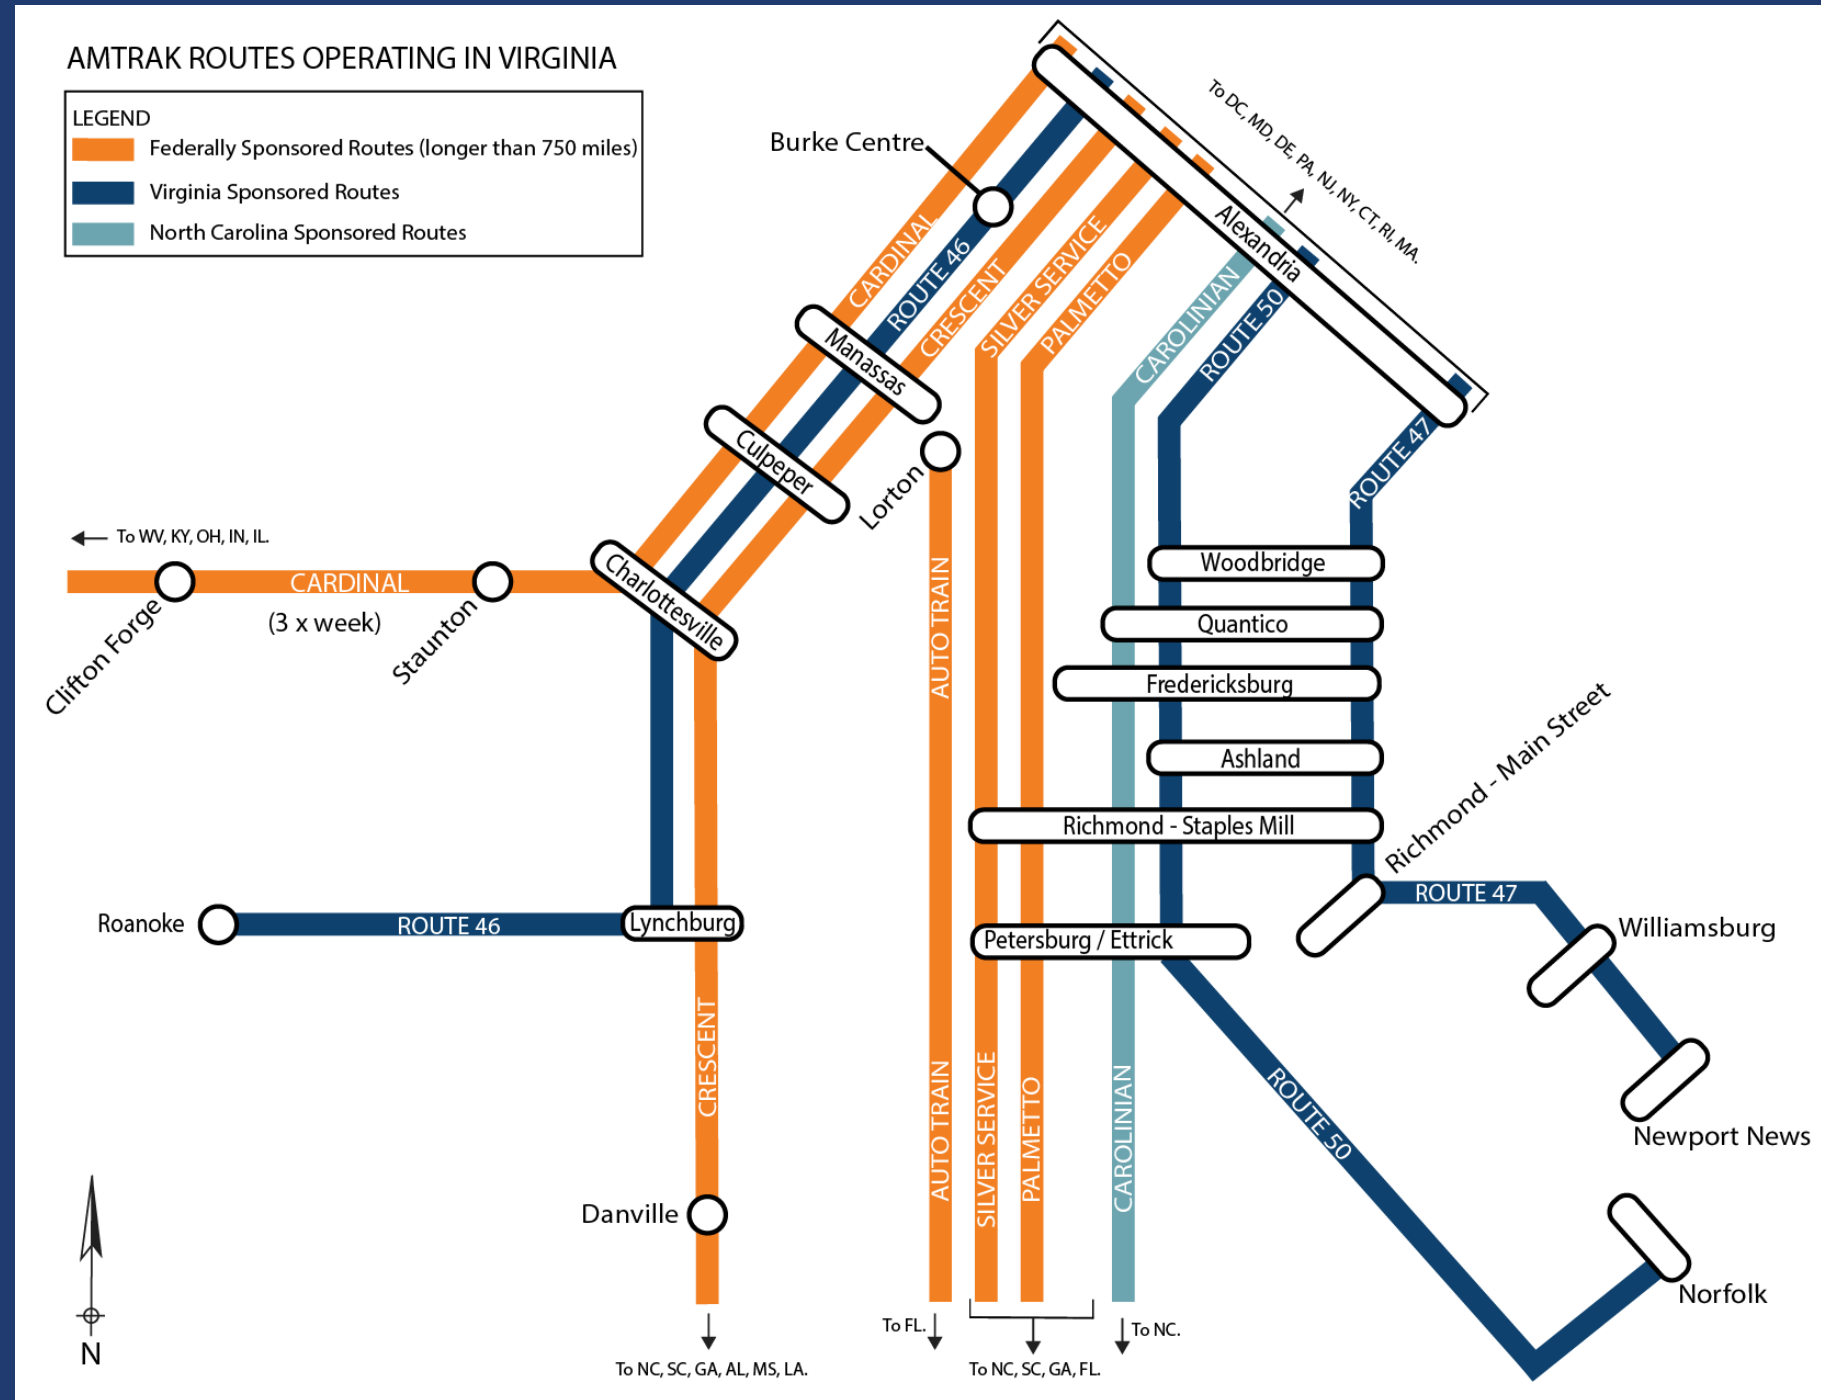 AMTRAK ROUTES OPERATING IN VIRGINIA
LEGEND
Federally Sponsored Routes (longer than 750 miles)
Virginia Sponsored Routes
North Carolina Sponsored Routes
To DC, MD, DE, PA, NJ, NY, CT, RI, MA.
Burke Centre
Alexandria
CARDINAL
ROUTE 46
CRESCENT
SILVER SERVICE
PALMETTO
CAROLINIAN
ROUTE 50
ROUTE 47
Manassas
Culpeper
Lorton
To WV, KY, OH, IN, IL.
Charlottesville
CARDINAL
(3 x week)
Clifton Forge
Staunton
AUTO TRAIN
Woodbridge
Quantico
Fredericksburg
Ashland
Richmond - Staples Mill
Richmond - Main Street
ROUTE 47
Roanoke
ROUTE 46
Lynchburg
Petersburg / Ettrick
Williamsburg
CRESCENT
AUTO TRAIN
SILVER SERVICE
PALMETTO
CAROLINIAN
ROUTE 50
Newport News
Danville
Norfolk
N
To NC, SC, GA, AL, MS, LA.
To FL.
To NC, SC, GA, FL.
To NC.